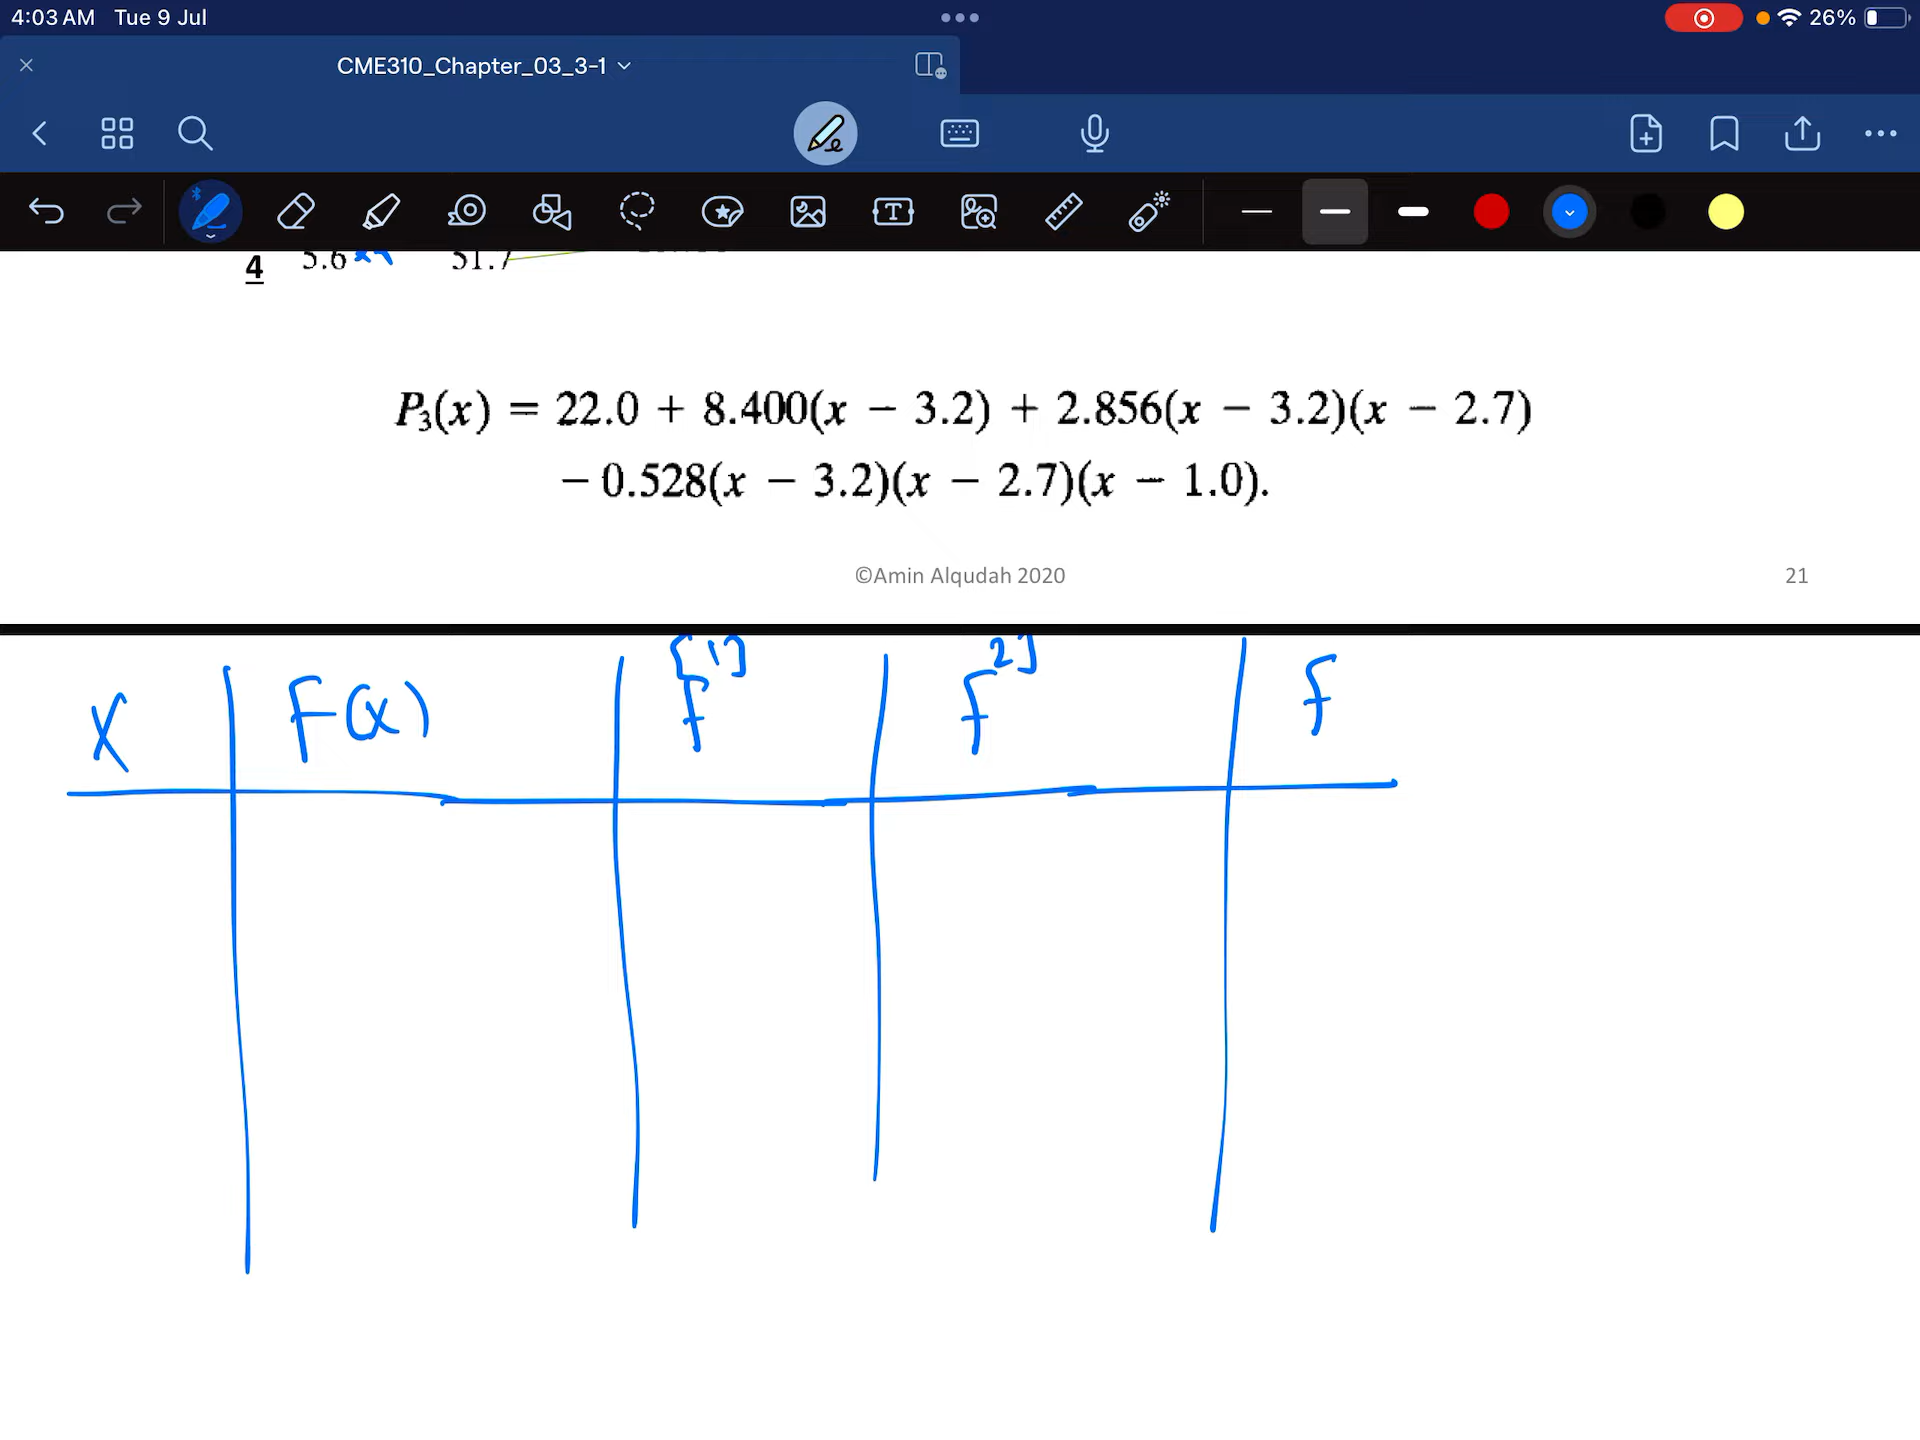 4:03 AM Tue 9 Jul
26%
CME310_Chapter_03_3-1
4 5.6 x4 51.7
P₃(x) = 22.0 + 8.400(x − 3.2) + 2.856(x − 3.2)(x − 2.7)
− 0.528(x − 3.2)(x − 2.7)(x − 1.0).
©Amin Alqudah 2020
21
x F(x) f[1] f2] f